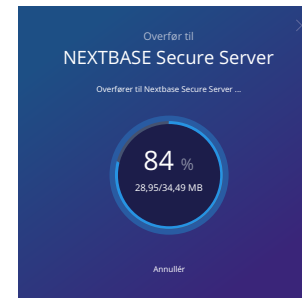 Overfør til
NEXTBASE Secure Server
Overfører til Nextbase Secure Server ...
84 %
28,95/34,49 MB
Annullér